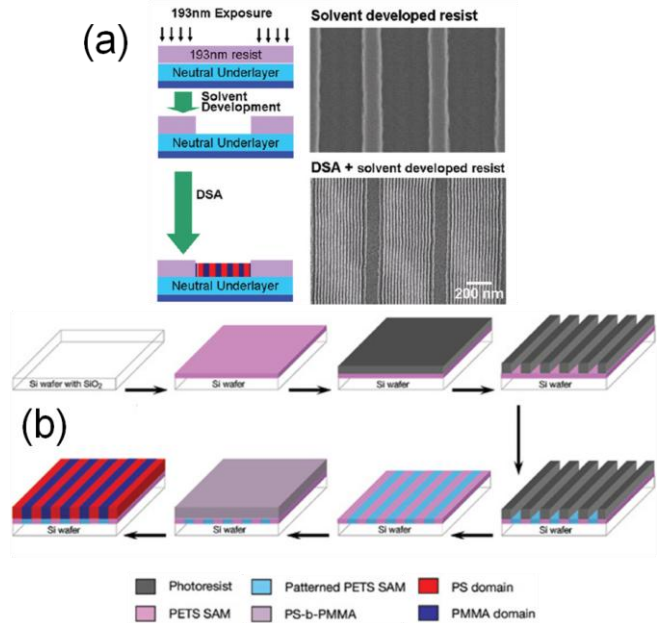 (a)
193nm Exposure
193nm resist
Neutral Underlayer
Solvent
Development
Neutral Underlayer
DSA
Neutral Underlayer
Solvent developed resist
DSA + solvent developed resist
200 nm
Si wafer with SiO2
Si wafer
Si wafer
Si wafer
(b)
Si wafer
Si wafer
Si wafer
Si wafer
Photoresist
Patterned PETS SAM
PS domain
PETS SAM
PS-b-PMMA
PMMA domain